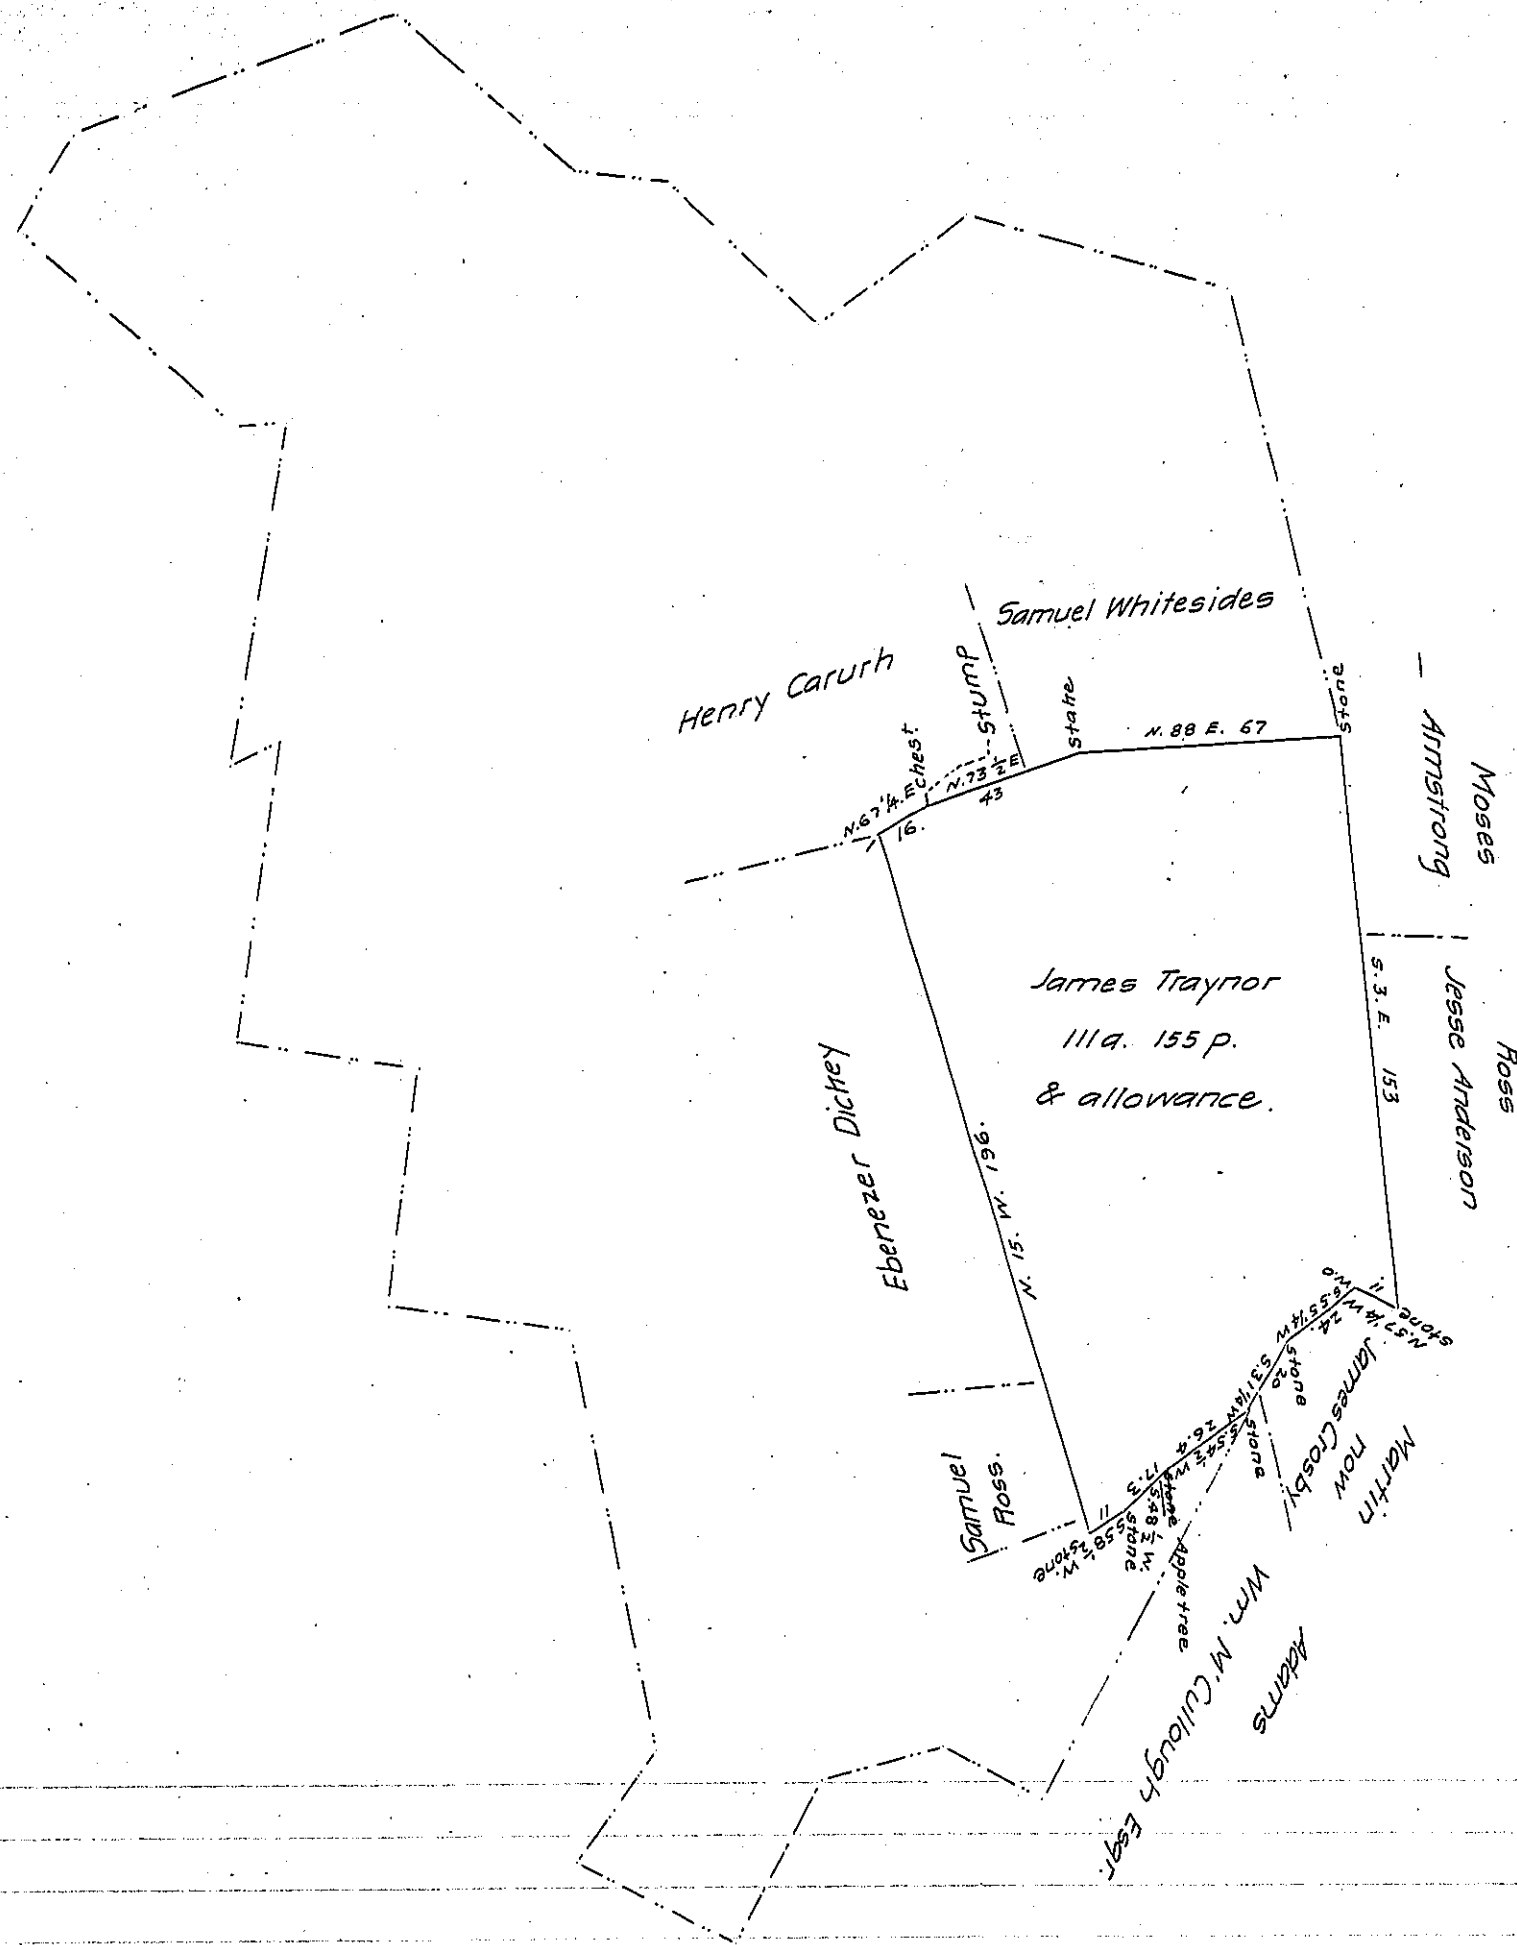 Samuel Whitesides
Henry Carurh
stump
stake
stone
N. 88 E. 67
chest.
N. 73 ½ E
43
N. 67 ¼. E
16.
Moses
— Armstrong
James Traynor
111 a. 155 p.
& allowance.
S. 3. E. 153
Ross
Jesse Anderson
Ebenezer Dickey
N. 15. W. 196.
Samuel
Ross.
11
N. 57 ¼ W
stone
W.O
S. 55 ¼ W
24.
stone
20
S. 31 ¼ W
stone
S. 54 ½ W
26.4
stone
17.3
S. 48 ½ W.
stone
11
S 58 ½ W.
stone
Apple tree
Martin
now
James Crosby
Adams
Wm. M'Cullough Esqr.